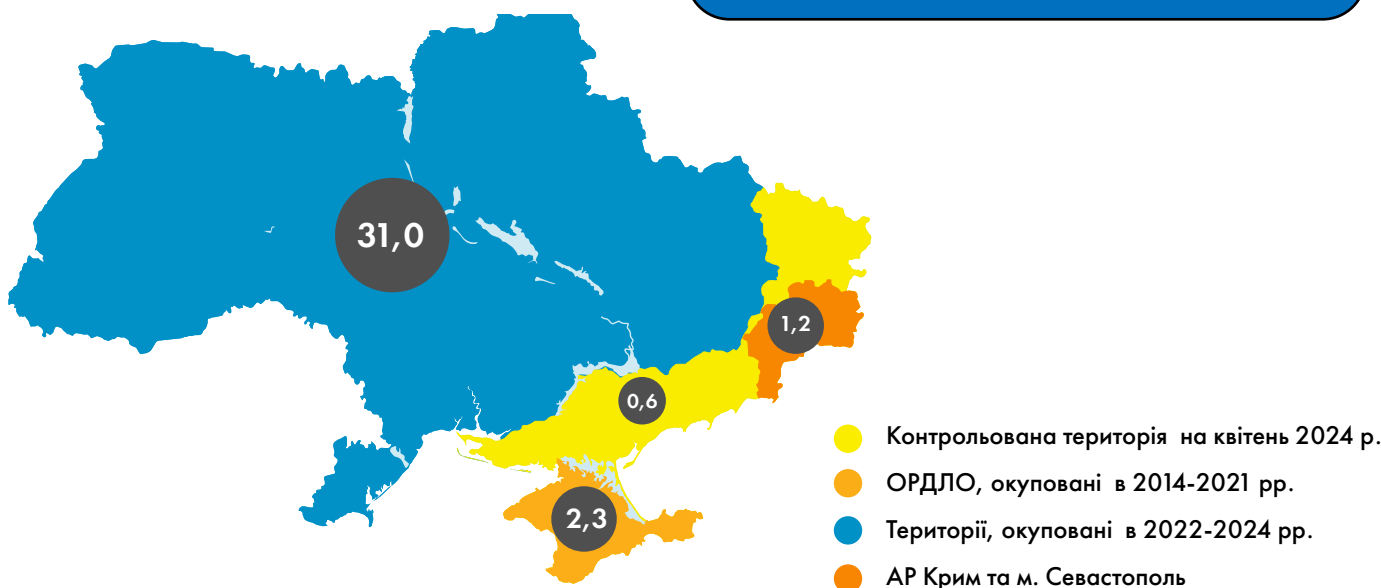 31,0
1,2
0,6
2,3
Контрольована територія на квітень 2024 р.
ОРДЛО, окуповані в 2014-2021 рр.
Території, окуповані в 2022-2024 рр.
АР Крим та м. Севастополь